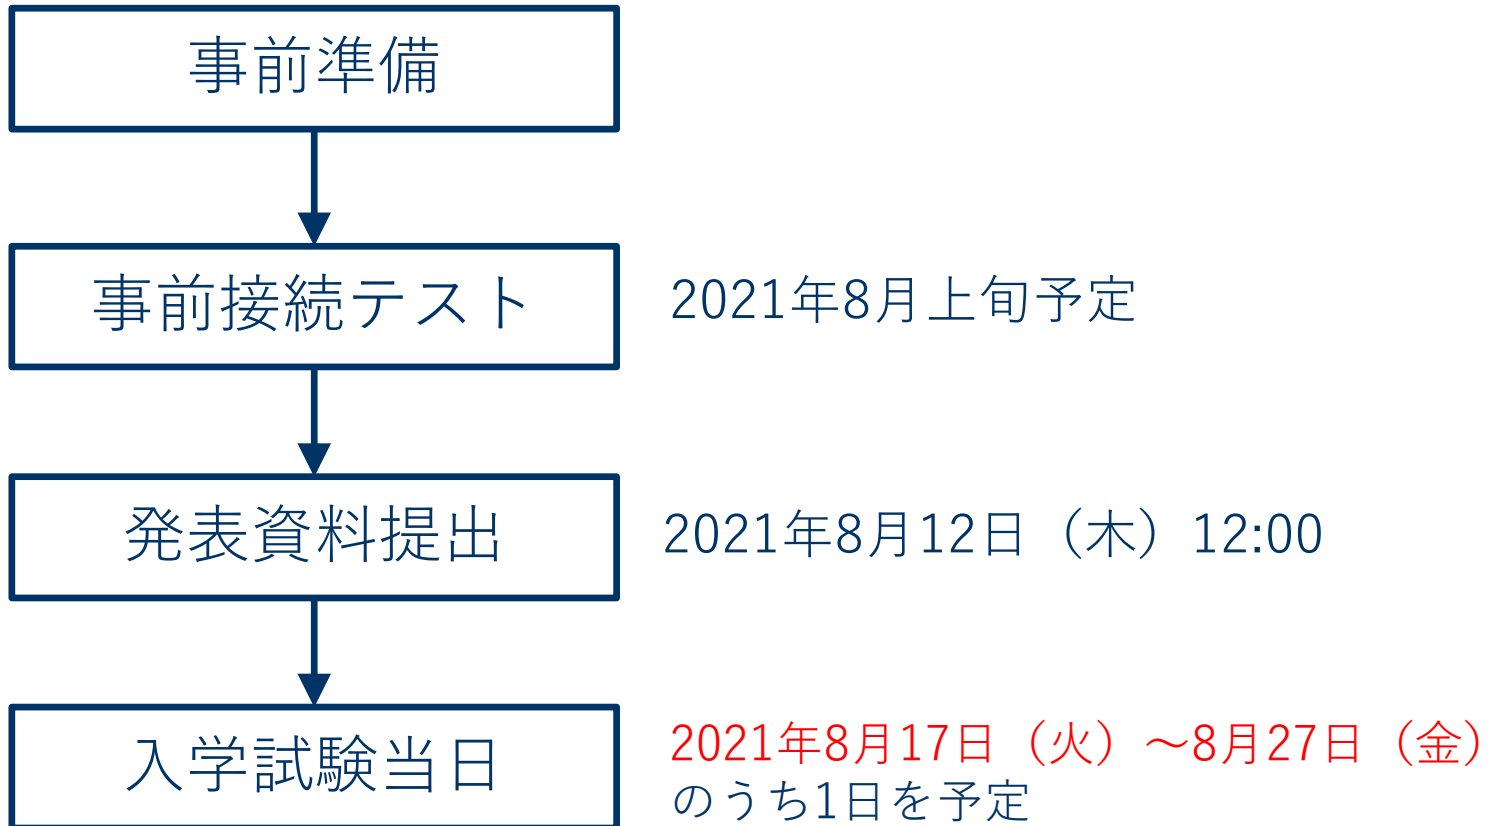 事前準備
事前接続テスト
2021年8月上旬予定
発表資料提出
2021年8月12日（木）12:00
入学試験当日
2021年8月17日（火）～8月27日（金）
のうち1日を予定